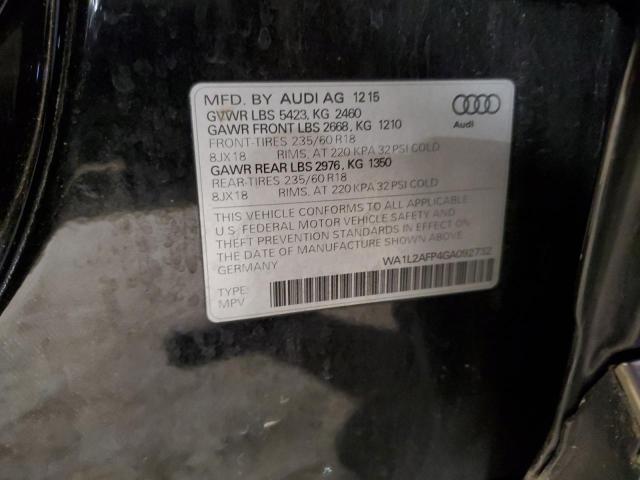 MFD. BY AUDI AG 12 15
GVWR LBS 5423, KG 2460
GAWR FRONT LBS 2668, KG 1210
FRONT-TIRES 235/60 R18
8JX18 RIMS, AT 220 KPA 32 PSI COLD
GAWR REAR LBS 2976, KG 1350
REAR-TIRES 235/60 R18
8JX18 RIMS, AT 220 KPA 32 PSI COLD
Audi
THIS VEHICLE CONFORMS TO ALL APPLICABLE
U.S. FEDERAL MOTOR VEHICLE SAFETY AND
THEFT PREVENTION STANDARDS IN EFFECT ON
THE DATE OF MANUFACTURE SHOWN ABOVE.
GERMANY
WA1L2AFP4GA092732
TYPE:
MPV